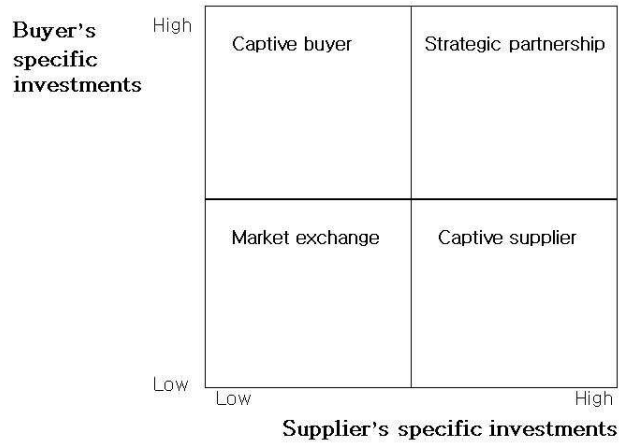 Buyer's
specific
investments
High
Captive buyer
Strategic partnership
Market exchange
Captive supplier
Low
Low
High
Supplier's specific investments